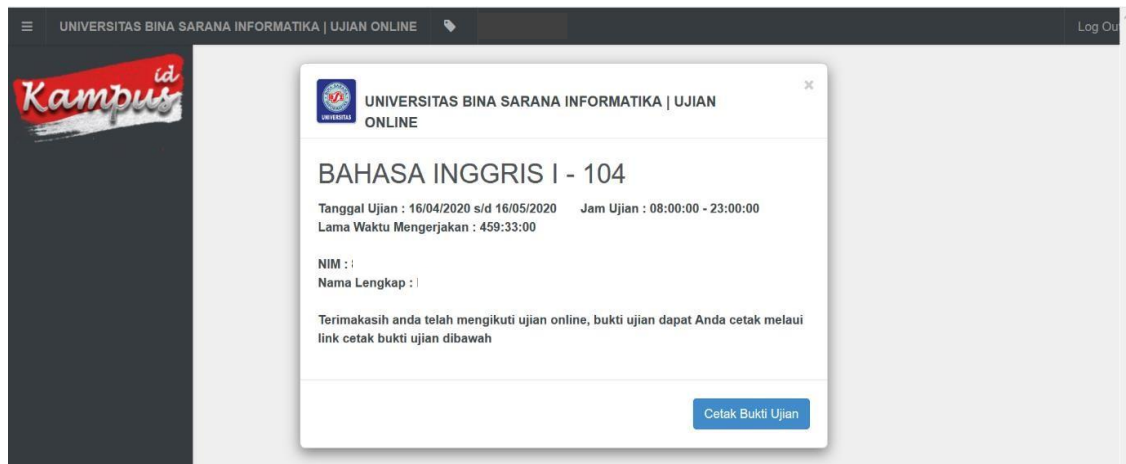 UNIVERSITAS BINA SARANA INFORMATIKA | UJIAN ONLINE
Log Ou
Kampus id
UNIVERSITAS BINA SARANA INFORMATIKA | UJIAN
ONLINE
×
UNIVERSITAS
BAHASA INGGRIS I - 104
Tanggal Ujian : 16/04/2020 s/d 16/05/2020 Jam Ujian : 08:00:00 - 23:00:00
Lama Waktu Mengerjakan : 459:33:00
NIM :
Nama Lengkap :
Terimakasih anda telah mengikuti ujian online, bukti ujian dapat Anda cetak melaui
link cetak bukti ujian dibawah
Cetak Bukti Ujian